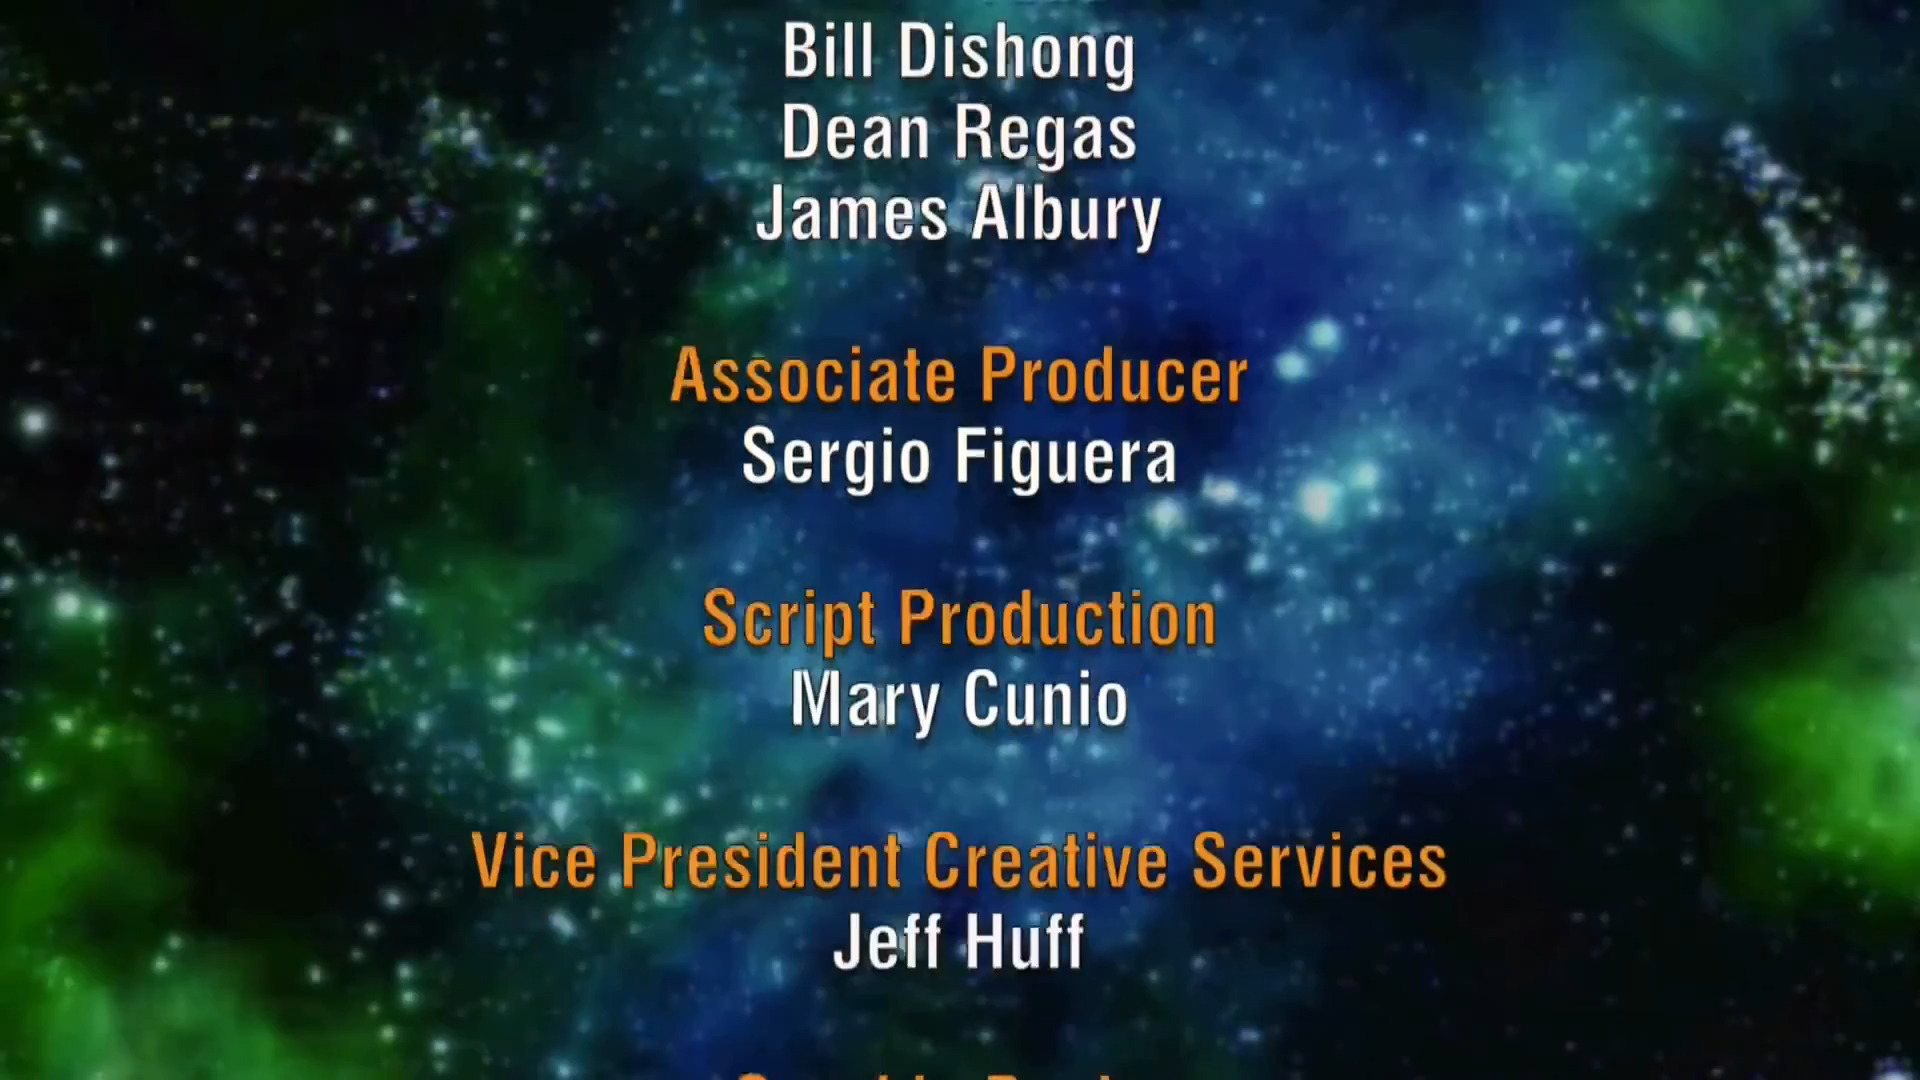 Bill Dishong
Dean Regas
James Albury
Associate Producer
Sergio Figuera
Script Production
Mary Cunio
Vice President Creative Services
Jeff Huff